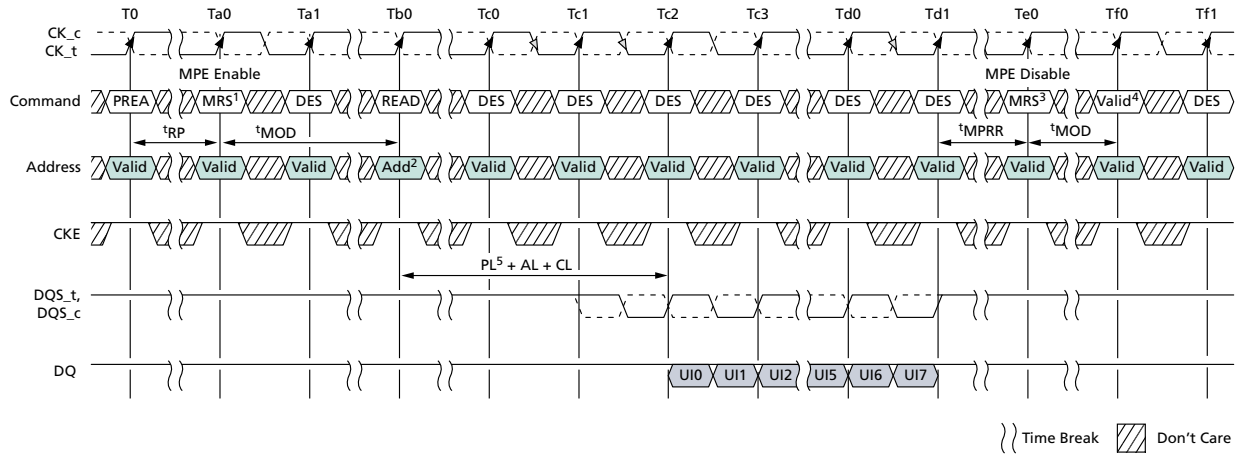 T0 Ta0 Ta1 Tb0 Tc0 Tc1 Tc2 Tc3 Td0 Td1 Te0 Tf0 Tf1
CK_c
CK_t
MPE Enable MPE Disable
Command PREA MRS1 DES READ DES DES DES DES DES DES MRS3 Valid4 DES
tRP tMOD tMPRR tMOD
Address Valid Valid Valid Add2 Valid Valid Valid Valid Valid Valid Valid Valid Valid
CKE
PL5 + AL + CL
DQS_t,
DQS_c
DQ UI0 UI1 UI2 UI5 UI6 UI7
Time Break Don't Care